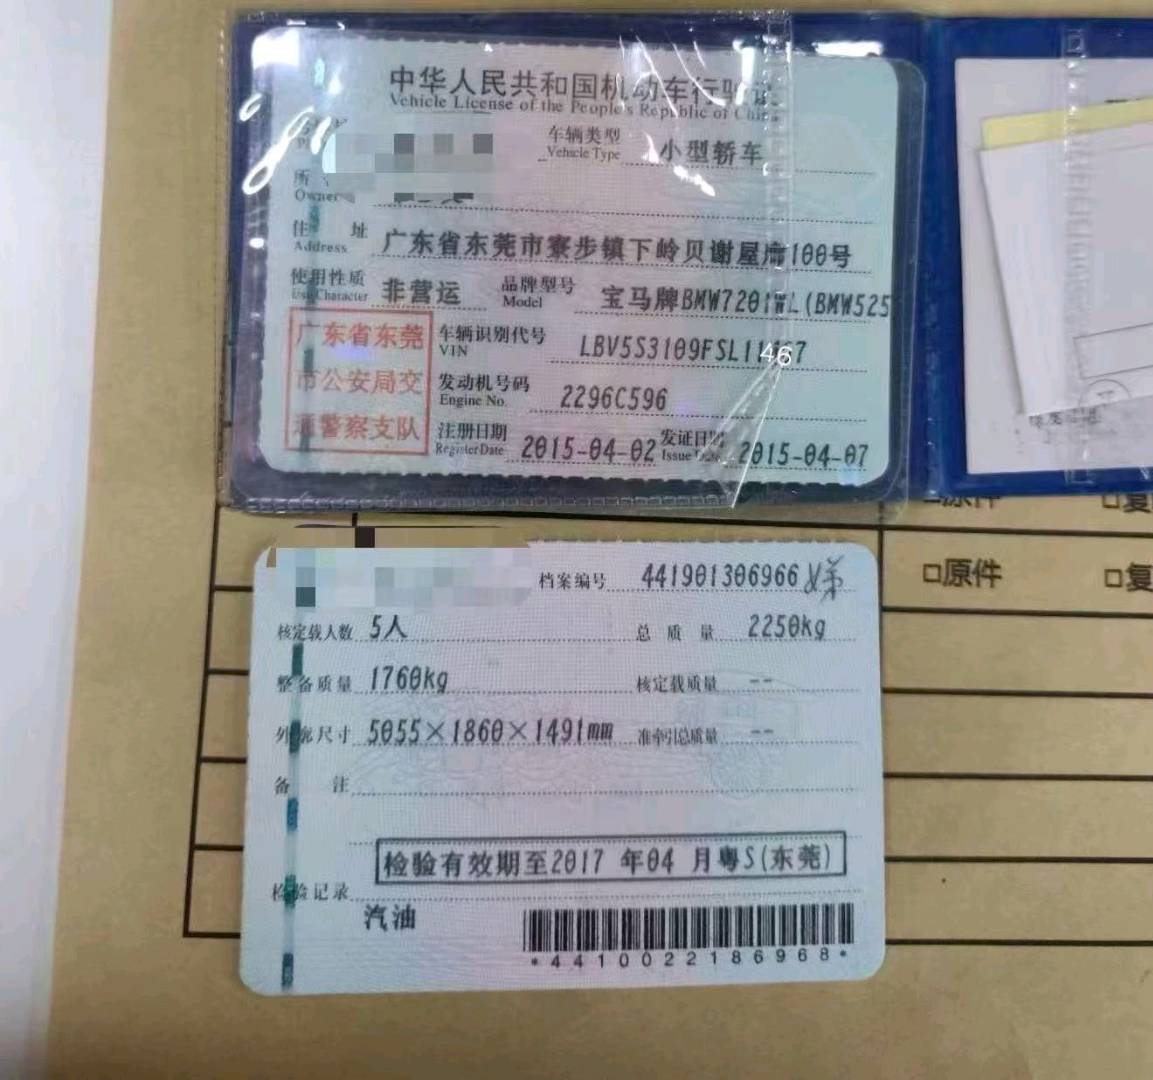 中华人民共和国机动车行驶证
Vehicle License of the People's Republic of China
车辆类型 小型轿车
Vehicle Type
所
Owner
住 址 广东省东莞市寮步镇下岭贝谢屋 100号
Address
使用性质 非营运 品牌型号 宝马牌BMW7201WL(BMW525
Use Character Model
广东省东莞
市公安局交
通警察支队
车辆识别代号 LBV5S3109FSL11
VIN
46
发动机号码 2296C596
Engine No.
注册日期 2015-04-02 发证日期 2015-04-07
Register Date Issue Date
档案编号 441901306966
核定载人数 5人 总质量 2250kg
整备质量 1760kg 核定载质量 --
外廓尺寸 5055×1860×1491mm 准牵引总质量 --
备 注
检验有效期至2017 年04 月粤S(东莞)
检验记录
汽油
*4410022186968*
□原件 □复
□原件 □复